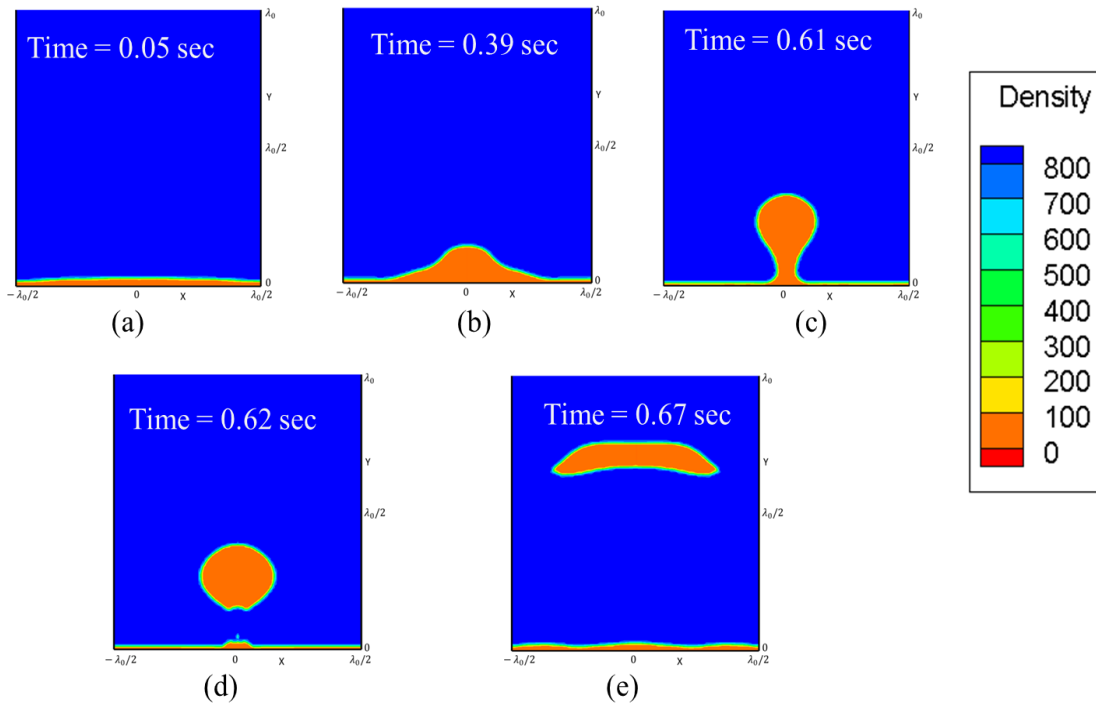 Time = 0.05 sec
λ₀
Y
λ₀/2
0
−λ₀/2
0
X
λ₀/2
(a)
Time = 0.39 sec
λ₀
Y
λ₀/2
0
−λ₀/2
0
X
λ₀/2
(b)
Time = 0.61 sec
λ₀
Y
λ₀/2
0
−λ₀/2
0
X
λ₀/2
(c)
Density
800
700
600
500
400
300
200
100
0
Time = 0.62 sec
λ₀
Y
λ₀/2
0
−λ₀/2
0
X
λ₀/2
(d)
Time = 0.67 sec
λ₀
Y
λ₀/2
0
−λ₀/2
0
X
λ₀/2
(e)